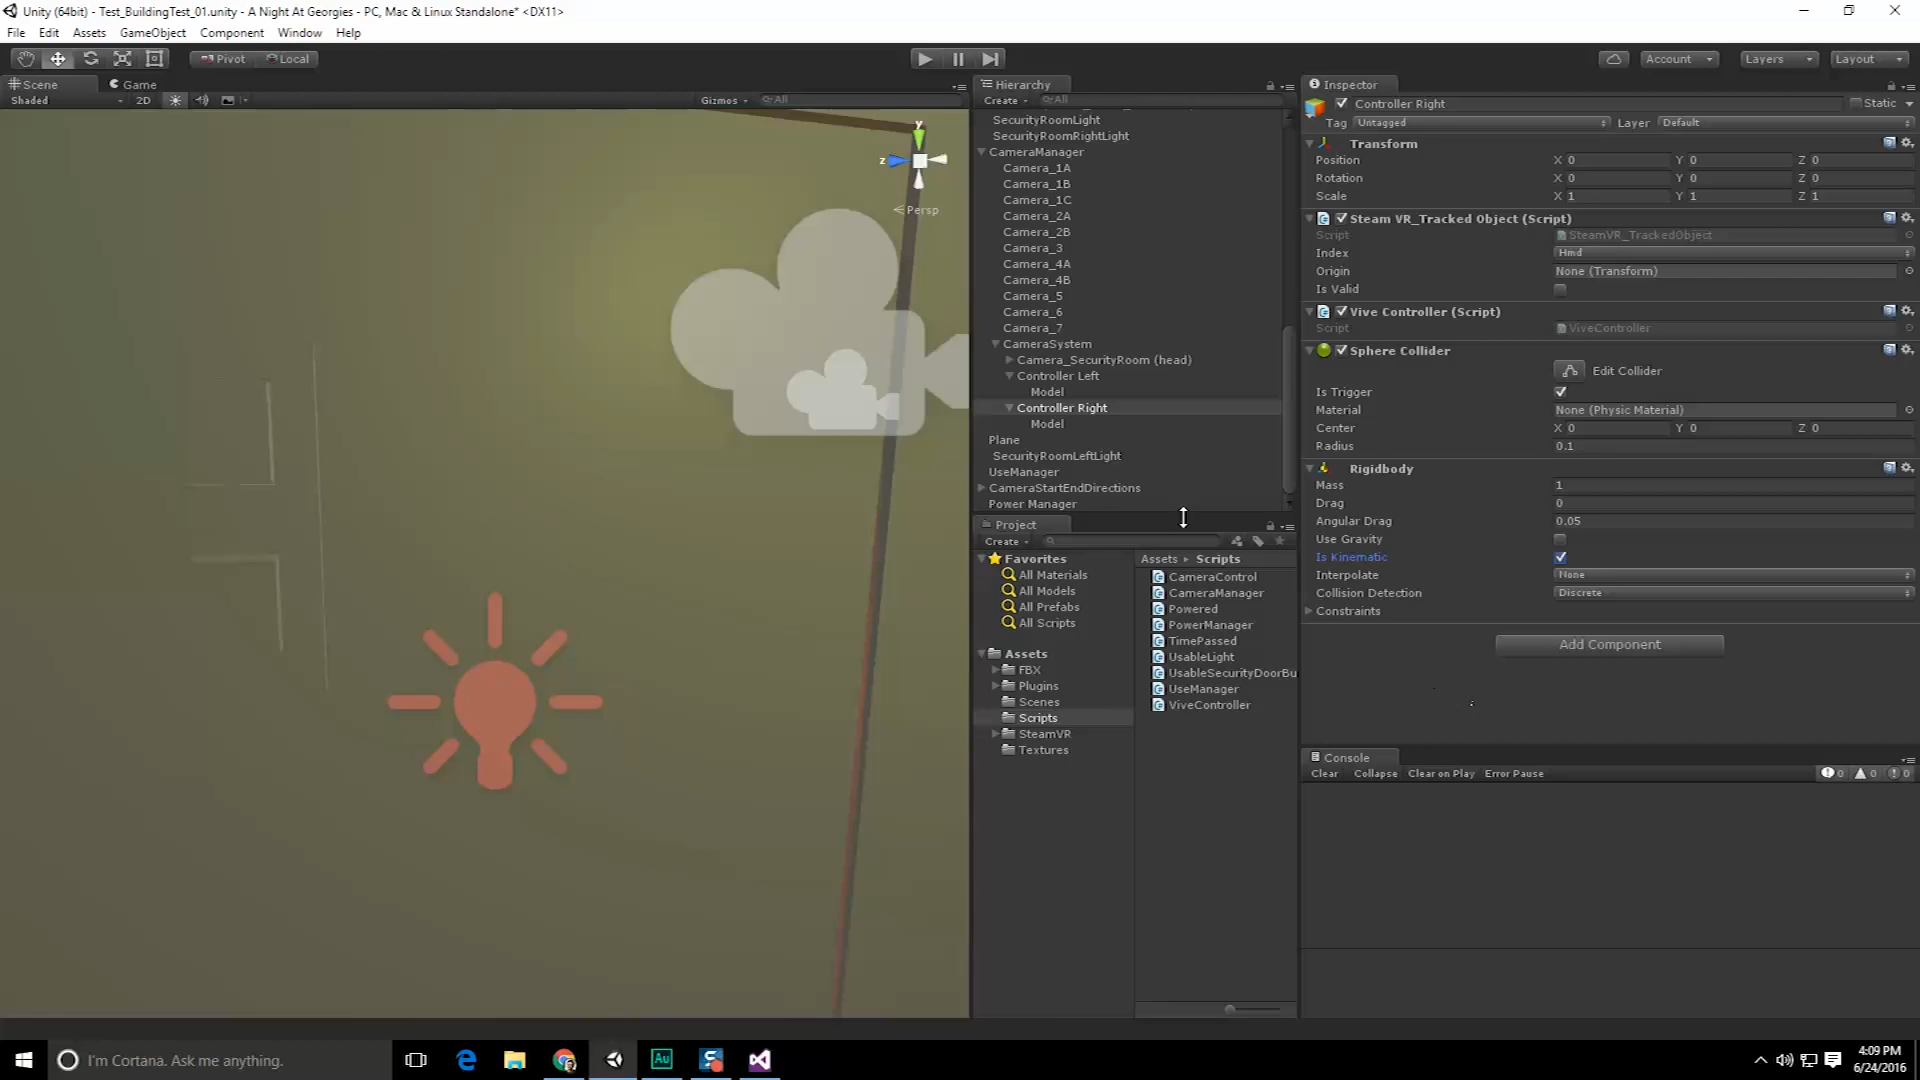 Unity (64bit) - Test_BuildingTest_01.unity - A Night At Georgies - PC, Mac & Linux Standalone* <DX11>
File Edit Assets GameObject Component Window Help
Pivot Local
Account Layers Layout
Scene Game
Shaded 2D Gizmos All
y
z
Persp
Hierarchy
Create All
SecurityRoomLight
SecurityRoomRightLight
CameraManager
Camera_1A
Camera_1B
Camera_1C
Camera_2A
Camera_2B
Camera_3
Camera_4A
Camera_4B
Camera_5
Camera_6
Camera_7
CameraSystem
Camera_SecurityRoom (head)
Controller Left
Model
Controller Right
Model
Plane
SecurityRoomLeftLight
UseManager
CameraStartEndDirections
Power Manager
Project
Create
Favorites
All Materials
All Models
All Prefabs
All Scripts
Assets
FBX
Plugins
Scenes
Scripts
SteamVR
Textures
Assets Scripts
CameraControl
CameraManager
Powered
PowerManager
TimePassed
UsableLight
UsableSecurityDoorBu
UseManager
ViveController
Inspector
Controller Right Static
Tag Untagged Layer Default
Transform
Position X 0 Y 0 Z 0
Rotation X 0 Y 0 Z 0
Scale X 1 Y 1 Z 1
Steam VR_Tracked Object (Script)
Script SteamVR_TrackedObject
Index Hmd
Origin None (Transform)
Is Valid
Vive Controller (Script)
Script ViveController
Sphere Collider
Edit Collider
Is Trigger
Material None (Physic Material)
Center X 0 Y 0 Z 0
Radius 0.1
Rigidbody
Mass 1
Drag 0
Angular Drag 0.05
Use Gravity
Is Kinematic
Interpolate None
Collision Detection Discrete
Constraints
Add Component
Console
Clear Collapse Clear on Play Error Pause 0 0 0
I'm Cortana. Ask me anything.
Au
4:09 PM
6/24/2016